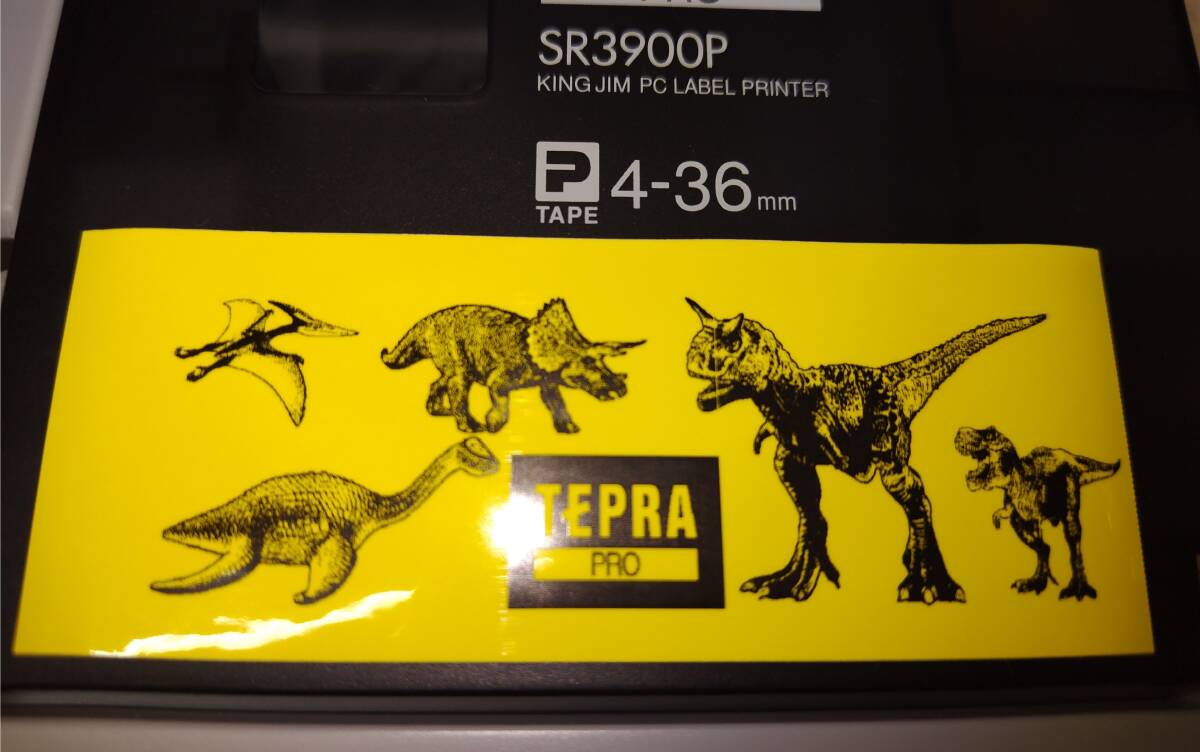 SR3900P
KING JIM PC LABEL PRINTER
TAPE 4-36mm
TEPRA
PRO